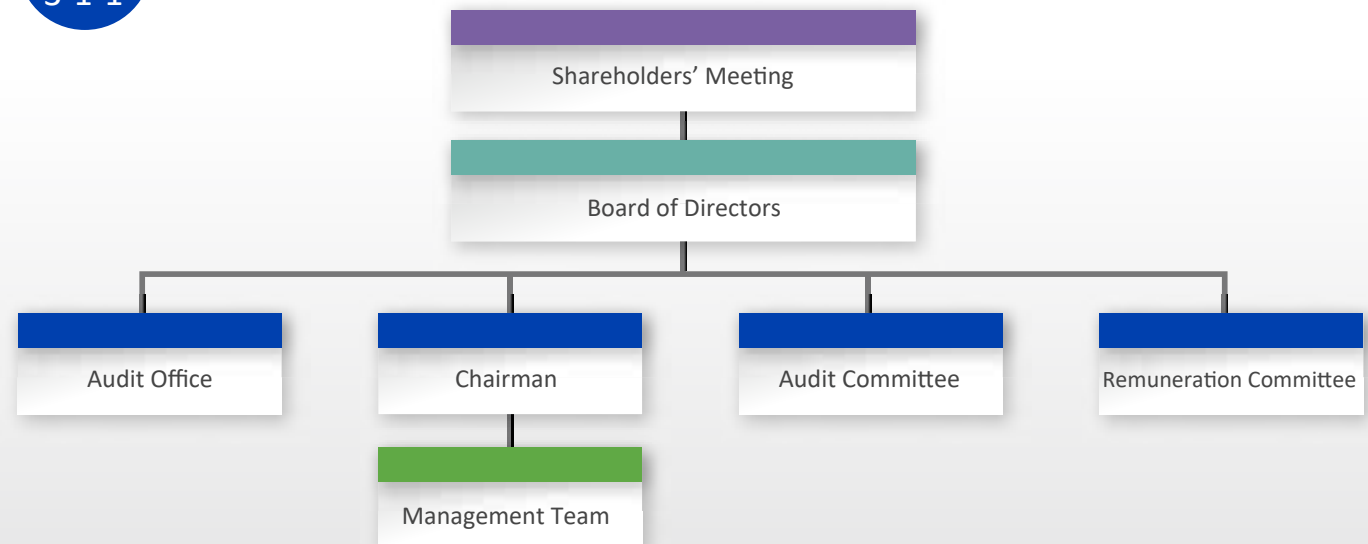 Shareholders’ Meeting
Board of Directors
Audit Office
Chairman
Audit Committee
Remuneration Committee
Management Team